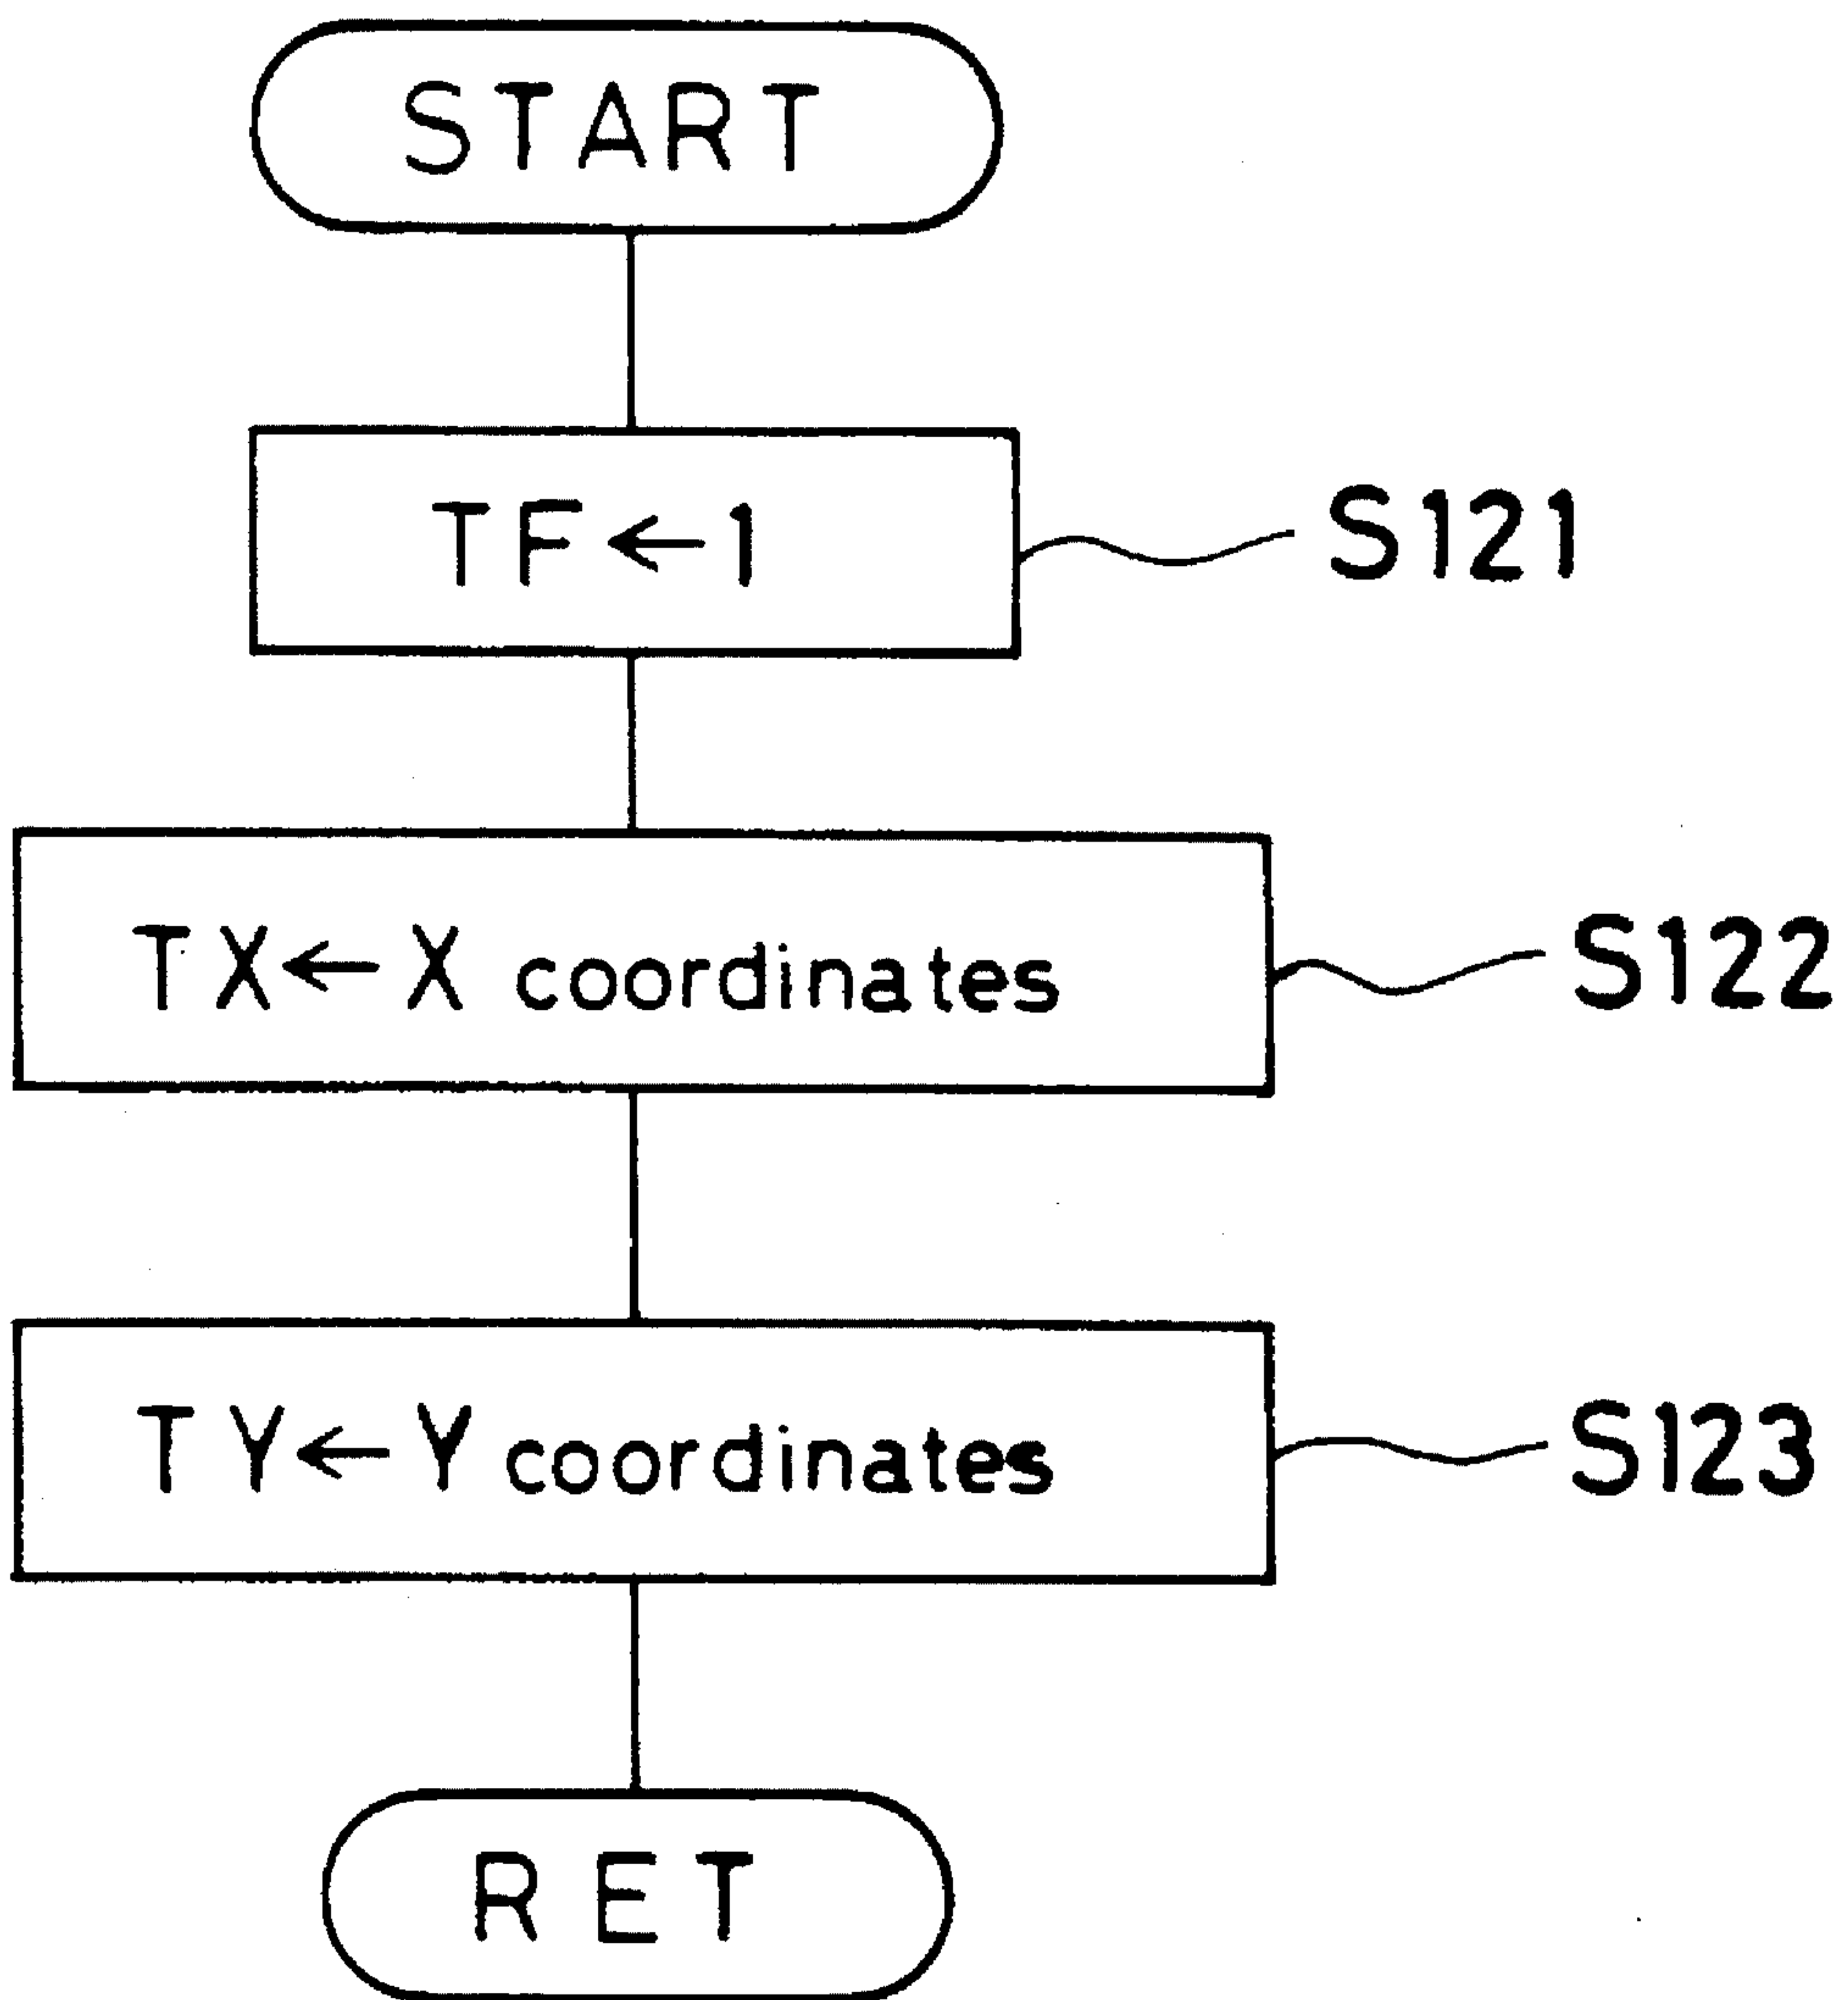 START
TF←1 S121
TX←X coordinates S122
TY←Y coordinates S123
RET